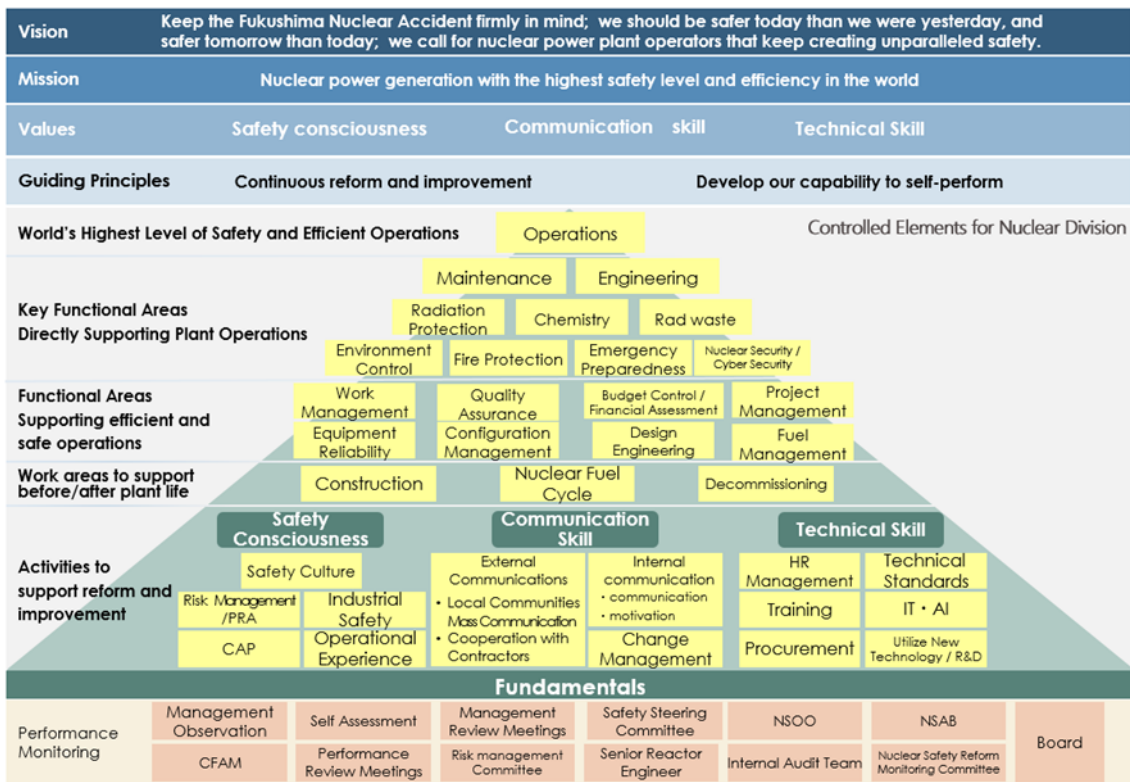 Vision
Keep the Fukushima Nuclear Accident firmly in mind; we should be safer today than we were yesterday, and
safer tomorrow than today; we call for nuclear power plant operators that keep creating unparalleled safety.
Mission
Nuclear power generation with the highest safety level and efficiency in the world
Values
Safety consciousness
Communication skill
Technical Skill
Guiding Principles
Continuous reform and improvement
Develop our capability to self-perform
Controlled Elements for Nuclear Division
World's Highest Level of Safety and Efficient Operations
Operations
Key Functional Areas
Directly Supporting Plant Operations
Maintenance
Engineering
Radiation
Protection
Chemistry
Rad waste
Environment
Control
Fire Protection
Emergency
Preparedness
Nuclear Security /
Cyber Security
Functional Areas
Supporting efficient and
safe operations
Work
Management
Quality
Assurance
Budget Control /
Financial Assessment
Project
Management
Equipment
Reliability
Configuration
Management
Design
Engineering
Fuel
Management
Work areas to support
before/after plant life
Construction
Nuclear Fuel
Cycle
Decommissioning
Activities to
support reform and
improvement
Safety
Consciousness
Safety Culture
Risk Management
/PRA
Industrial
Safety
CAP
Operational
Experience
Communication
Skill
External
Communications
• Local Communities
Mass Communication
• Cooperation with
Contractors
Internal
communication
・communication
・motivation
Change
Management
Technical Skill
HR
Management
Technical
Standards
Training
IT・AI
Procurement
Utilize New
Technology / R&D
Fundamentals
Performance
Monitoring
Management
Observation
Self Assessment
Management
Review Meetings
Safety Steering
Committee
NSOO
NSAB
Board
CFAM
Performance
Review Meetings
Risk management
Committee
Senior Reactor
Engineer
Internal Audit Team
Nuclear Safety Reform
Monitoring Committee